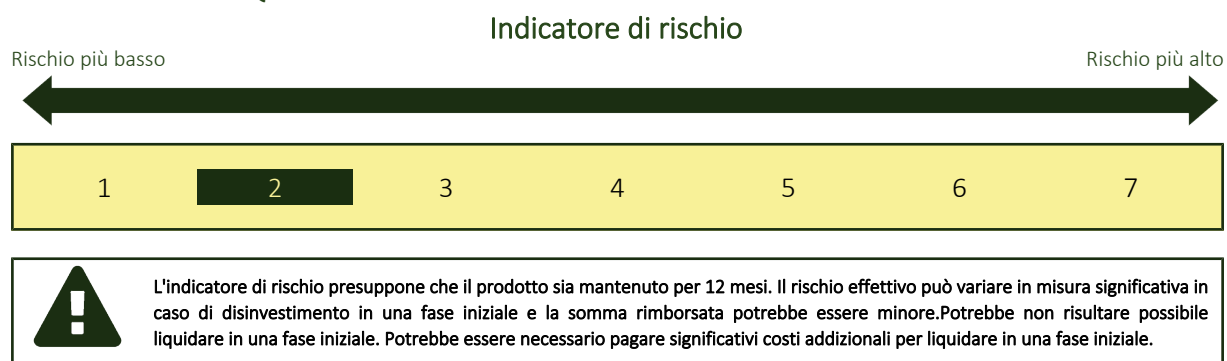 Indicatore di rischio
Rischio più basso
Rischio più alto
1 2 3 4 5 6 7
L'indicatore di rischio presuppone che il prodotto sia mantenuto per 12 mesi. Il rischio effettivo può variare in misura significativa in
caso di disinvestimento in una fase iniziale e la somma rimborsata potrebbe essere minore.Potrebbe non risultare possibile
liquidare in una fase iniziale. Potrebbe essere necessario pagare significativi costi addizionali per liquidare in una fase iniziale.